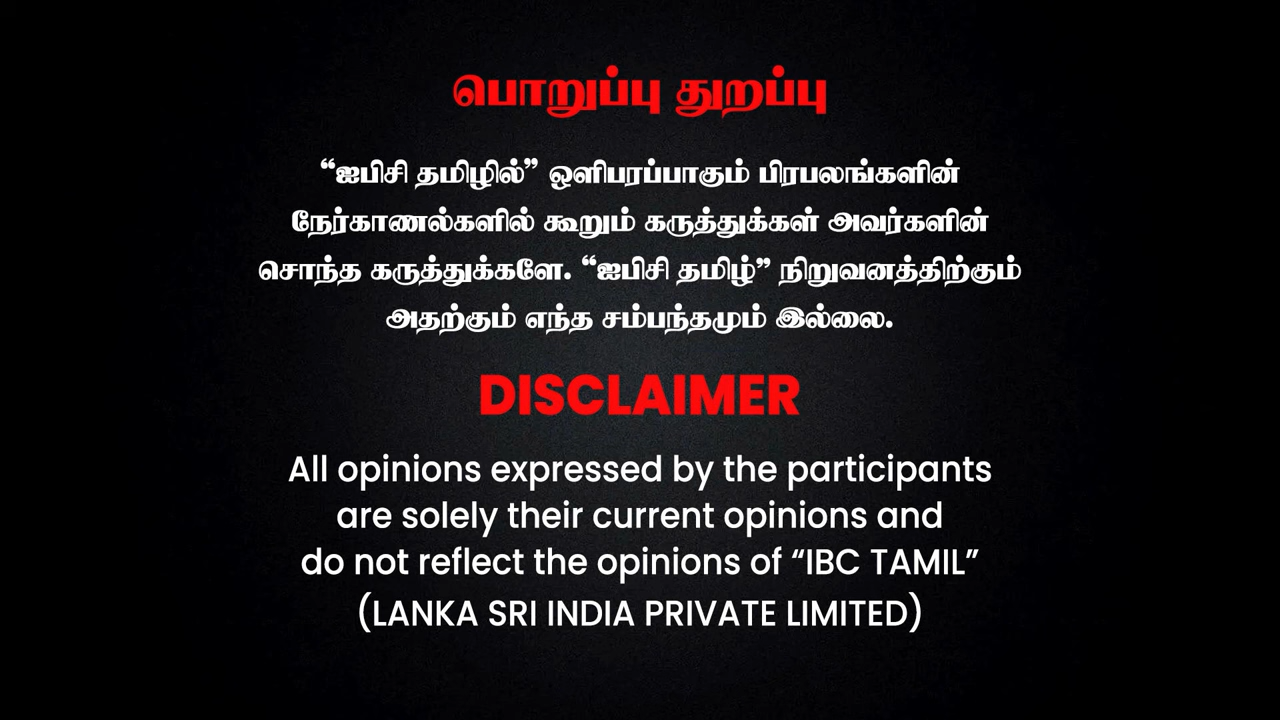 பொறுப்பு துறப்பு
“ஐபிசி தமிழில்” ஒளிபரப்பாகும் பிரபலங்களின்
நேர்காணல்களில் கூறும் கருத்துக்கள் அவர்களின்
சொந்த கருத்துக்களே. “ஐபிசி தமிழ்” நிறுவனத்திற்கும்
அதற்கும் எந்த சம்பந்தமும் இல்லை.
DISCLAIMER
All opinions expressed by the participants
are solely their current opinions and
do not reflect the opinions of “IBC TAMIL”
(LANKA SRI INDIA PRIVATE LIMITED)